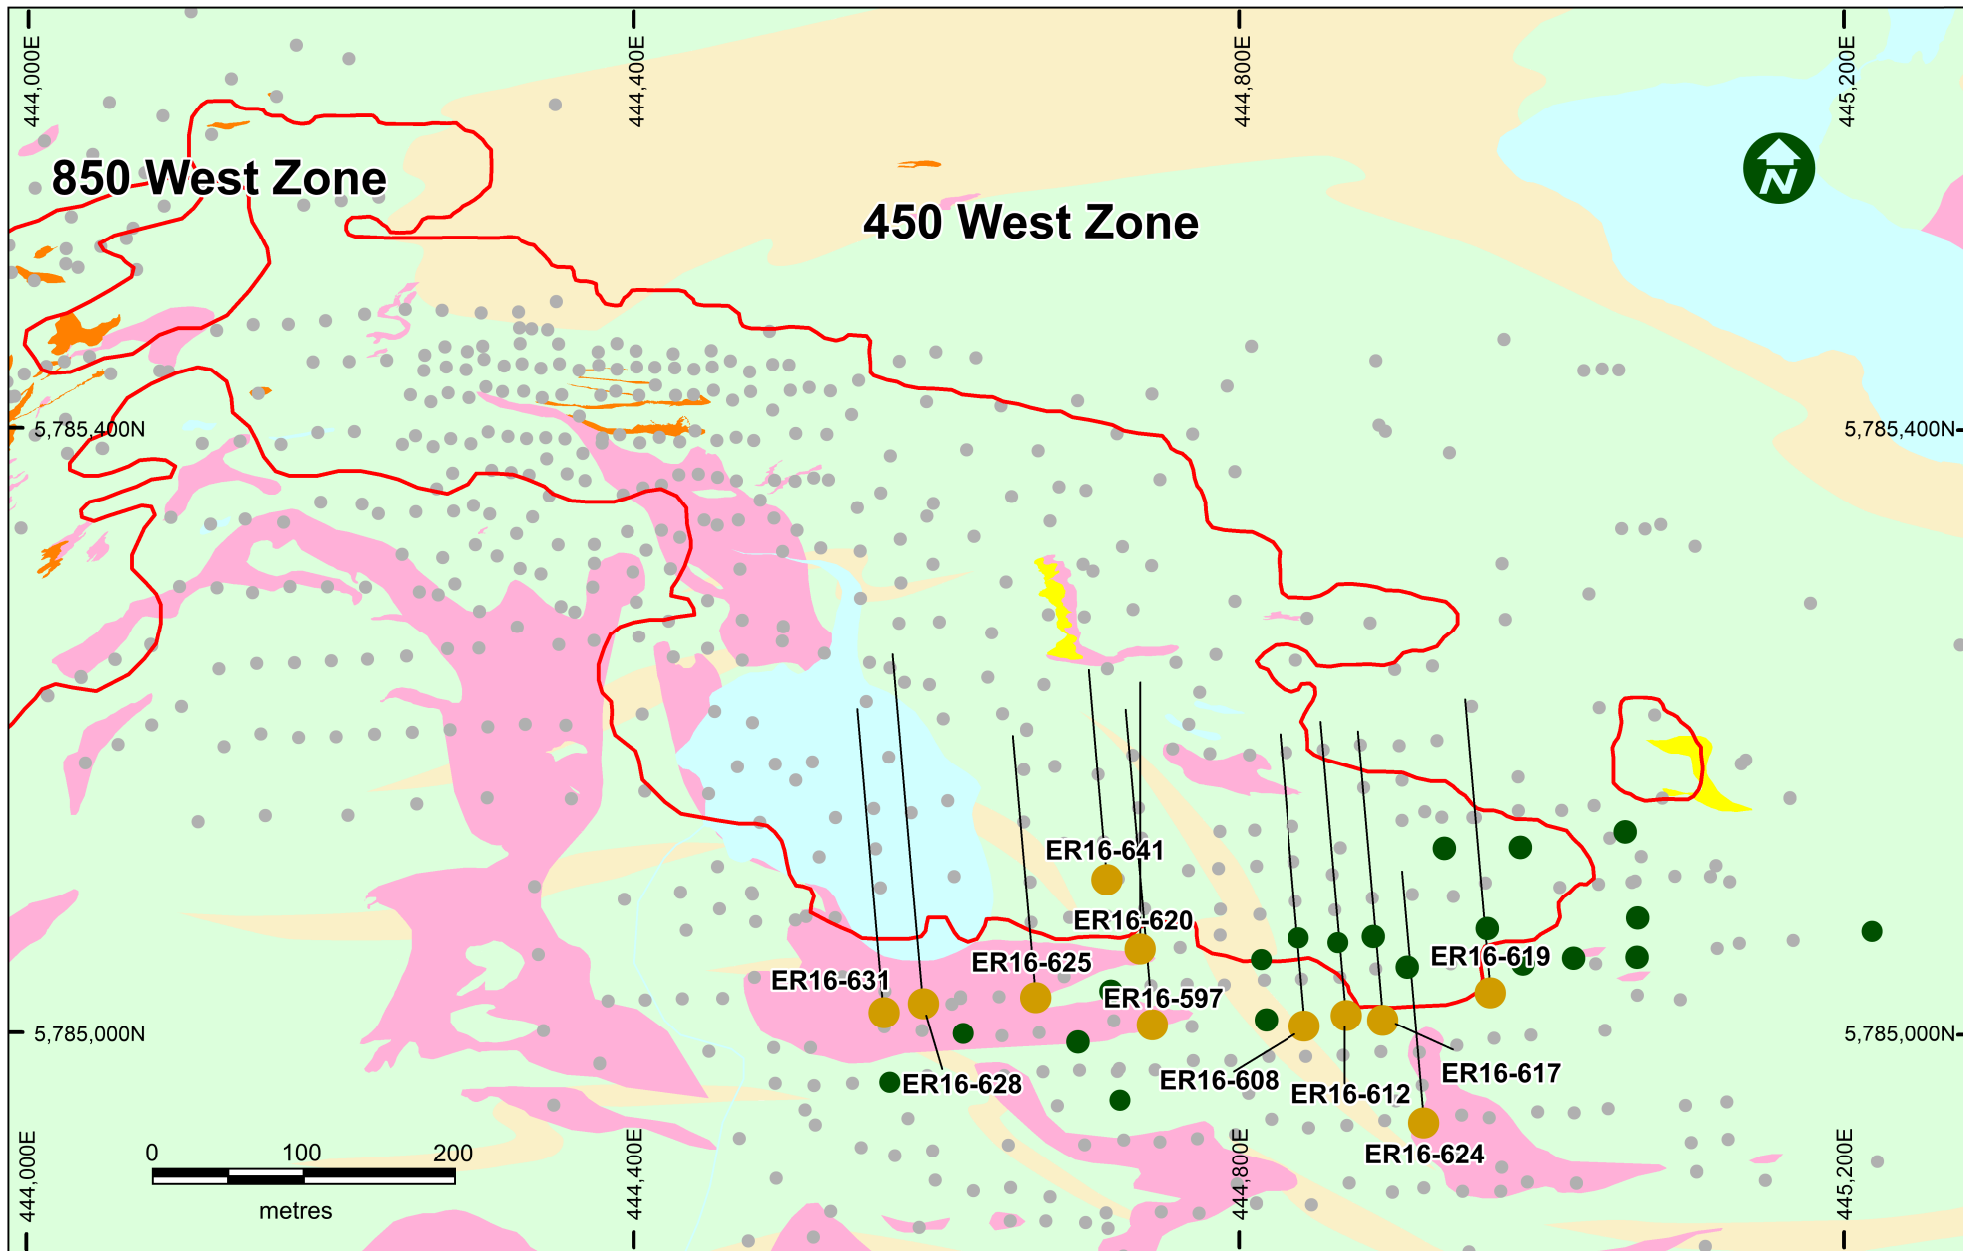 444,000E
444,400E
444,800E
445,200E
850 West Zone
N
450 West Zone
5,785,400N
5,785,400N
ER16-641
ER16-620
ER16-625
ER16-619
ER16-631
ER16-597
5,785,000N
5,785,000N
ER16-628
ER16-608
ER16-617
ER16-612
ER16-624
0 100 200
metres
444,000E
444,400E
444,800E
445,200E